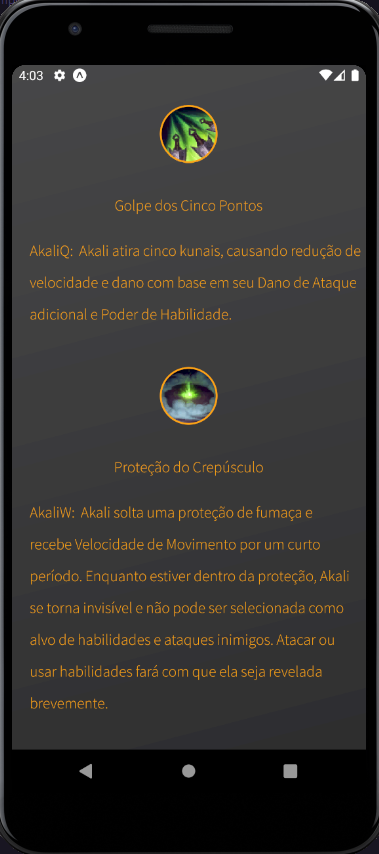 4:03
Golpe dos Cinco Pontos
AkaliQ: Akali atira cinco kunais, causando redução de
velocidade e dano com base em seu Dano de Ataque
adicional e Poder de Habilidade.
Proteção do Crepúsculo
AkaliW: Akali solta uma proteção de fumaça e
recebe Velocidade de Movimento por um curto
período. Enquanto estiver dentro da proteção, Akali
se torna invisível e não pode ser selecionada como
alvo de habilidades e ataques inimigos. Atacar ou
usar habilidades fará com que ela seja revelada
brevemente.